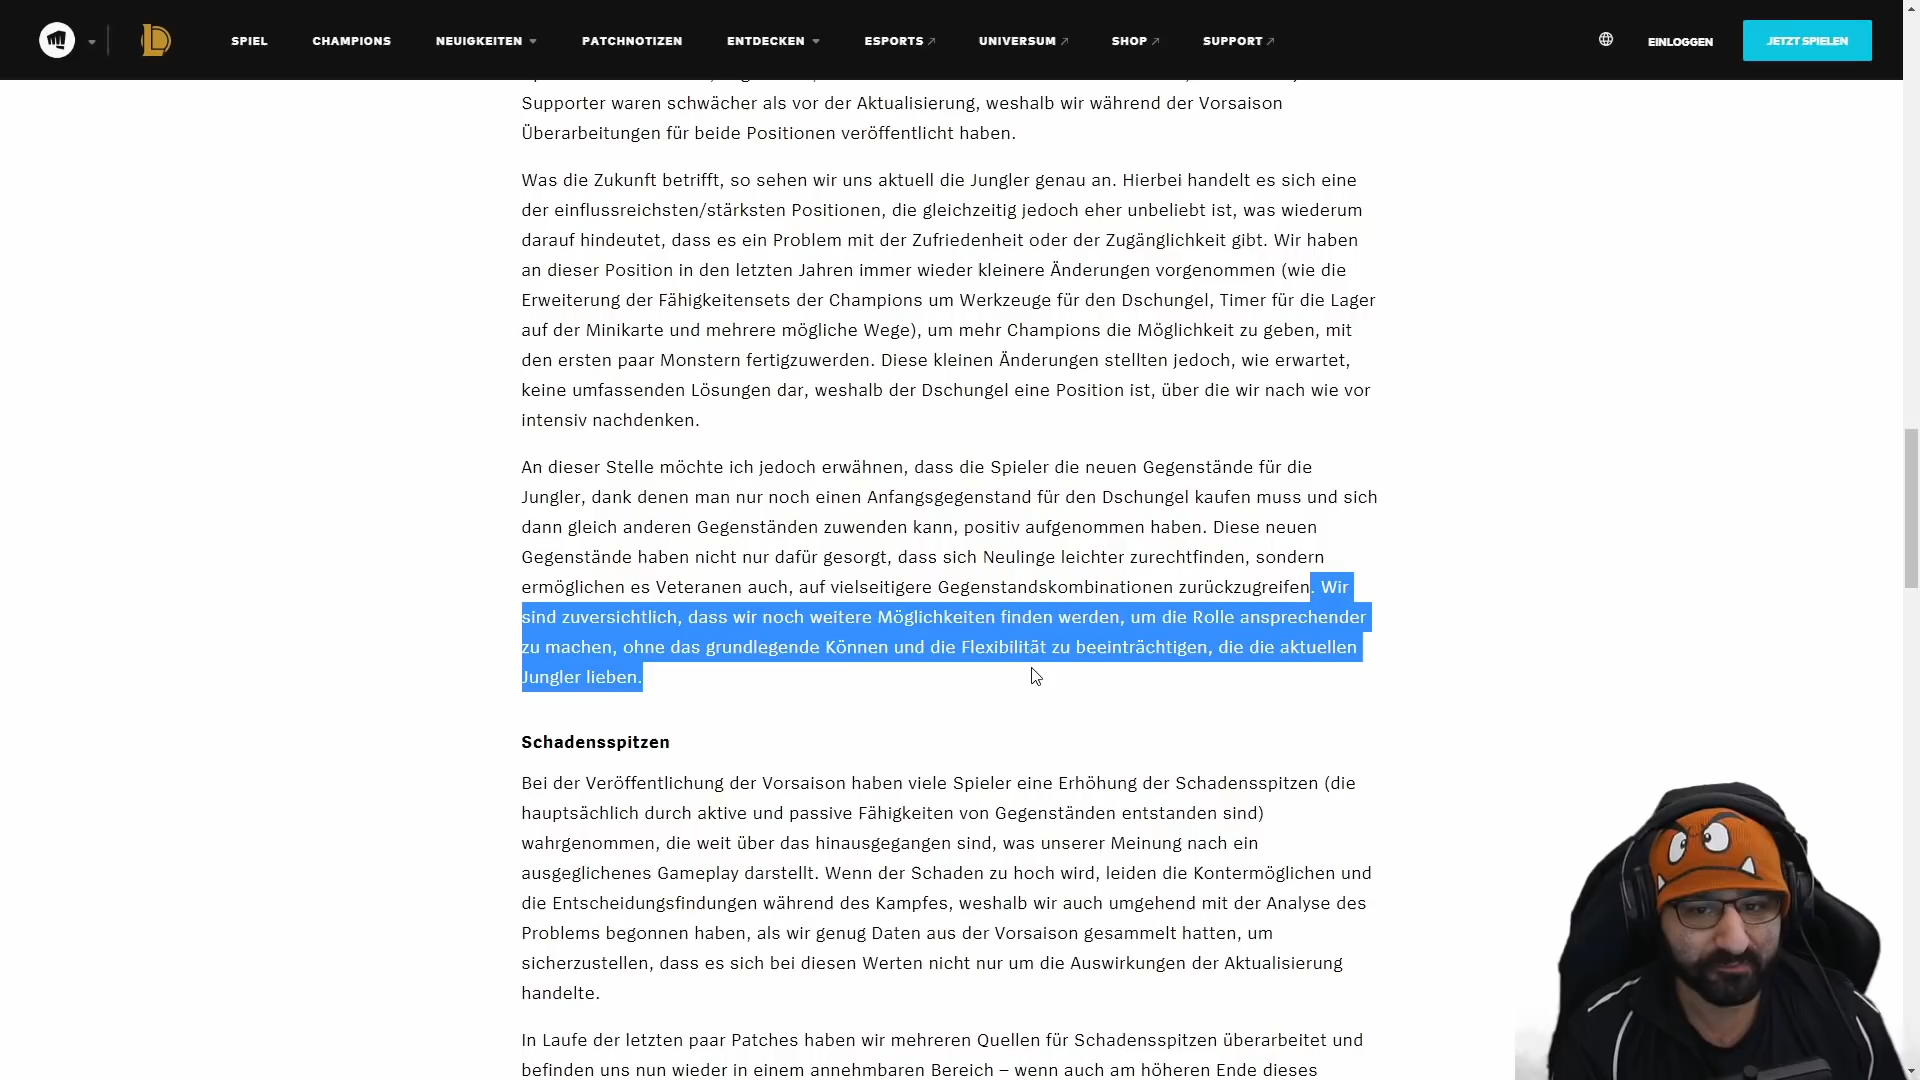 SPIEL
CHAMPIONS
NEUIGKEITEN
PATCHNOTIZEN
ENTDECKEN
ESPORTS
UNIVERSUM
SHOP
SUPPORT
EINLOGGEN
JETZT SPIELEN
Supporter waren schwächer als vor der Aktualisierung, weshalb wir während der Vorsaison
Überarbeitungen für beide Positionen veröffentlicht haben.
Was die Zukunft betrifft, so sehen wir uns aktuell die Jungler genau an. Hierbei handelt es sich eine
der einflussreichsten/stärksten Positionen, die gleichzeitig jedoch eher unbeliebt ist, was wiederum
darauf hindeutet, dass es ein Problem mit der Zufriedenheit oder der Zugänglichkeit gibt. Wir haben
an dieser Position in den letzten Jahren immer wieder kleinere Änderungen vorgenommen (wie die
Erweiterung der Fähigkeitensets der Champions um Werkzeuge für den Dschungel, Timer für die Lager
auf der Minikarte und mehrere mögliche Wege), um mehr Champions die Möglichkeit zu geben, mit
den ersten paar Monstern fertigzuwerden. Diese kleinen Änderungen stellten jedoch, wie erwartet,
keine umfassenden Lösungen dar, weshalb der Dschungel eine Position ist, über die wir nach wie vor
intensiv nachdenken.
An dieser Stelle möchte ich jedoch erwähnen, dass die Spieler die neuen Gegenstände für die
Jungler, dank denen man nur noch einen Anfangsgegenstand für den Dschungel kaufen muss und sich
dann gleich anderen Gegenständen zuwenden kann, positiv aufgenommen haben. Diese neuen
Gegenstände haben nicht nur dafür gesorgt, dass sich Neulinge leichter zurechtfinden, sondern
ermöglichen es Veteranen auch, auf vielseitigere Gegenstandskombinationen zurückzugreifen. Wir
sind zuversichtlich, dass wir noch weitere Möglichkeiten finden werden, um die Rolle ansprechender
zu machen, ohne das grundlegende Können und die Flexibilität zu beeinträchtigen, die die aktuellen
Jungler lieben.
Schadensspitzen
Bei der Veröffentlichung der Vorsaison haben viele Spieler eine Erhöhung der Schadensspitzen (die
hauptsächlich durch aktive und passive Fähigkeiten von Gegenständen entstanden sind)
wahrgenommen, die weit über das hinausgegangen sind, was unserer Meinung nach ein
ausgeglichenes Gameplay darstellt. Wenn der Schaden zu hoch wird, leiden die Kontermöglichen und
die Entscheidungsfindungen während des Kampfes, weshalb wir auch umgehend mit der Analyse des
Problems begonnen haben, als wir genug Daten aus der Vorsaison gesammelt hatten, um
sicherzustellen, dass es sich bei diesen Werten nicht nur um die Auswirkungen der Aktualisierung
handelte.
In Laufe der letzten paar Patches haben wir mehreren Quellen für Schadensspitzen überarbeitet und
befinden uns nun wieder in einem annehmbaren Bereich – wenn auch am höheren Ende dieses